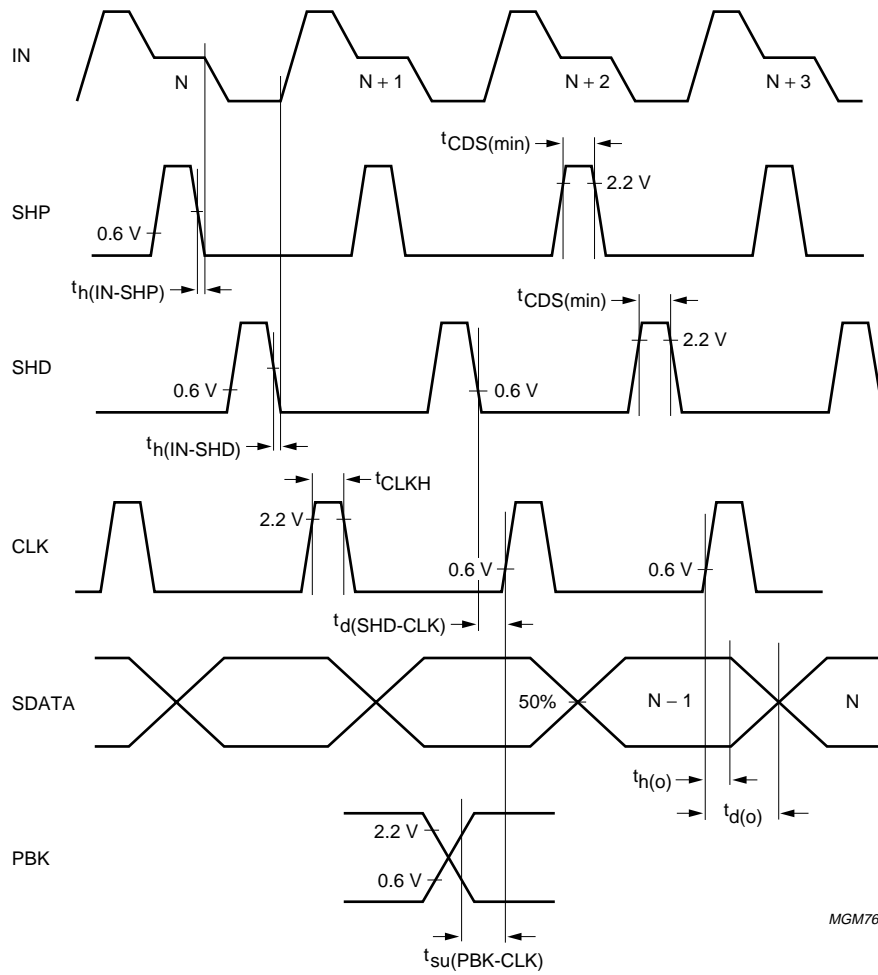 IN
N
N + 1
N + 2
N + 3
tCDS(min)
SHP
0.6 V
2.2 V
th(IN-SHP)
tCDS(min)
SHD
0.6 V
0.6 V
2.2 V
th(IN-SHD)
tCLKH
2.2 V
CLK
0.6 V
0.6 V
td(SHD-CLK)
SDATA
50%
N − 1
N
th(o)
td(o)
2.2 V
PBK
0.6 V
MGM76
tsu(PBK-CLK)